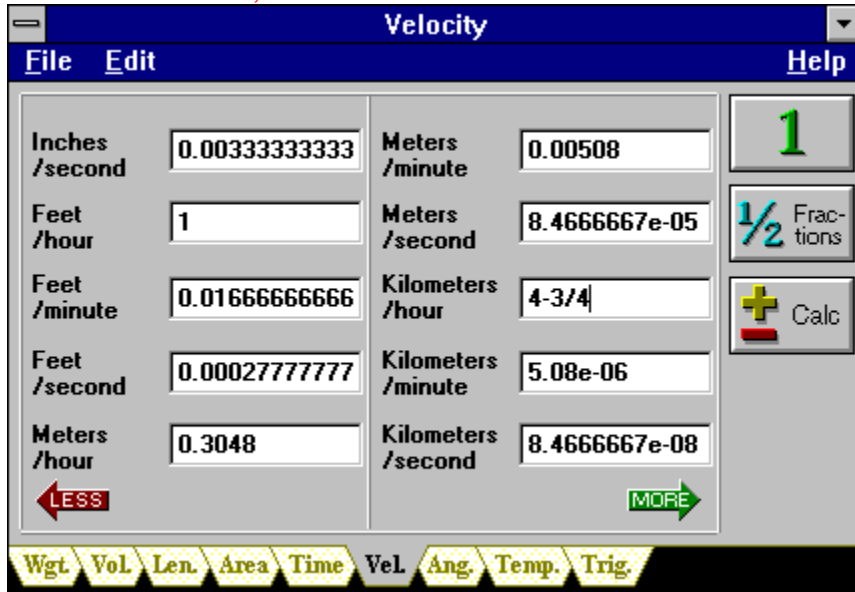 Velocity
File Edit Help
Inches
/second
0.00333333333
Feet
/hour
1
Feet
/minute
0.01666666666
Feet
/second
0.00027777777
Meters
/hour
0.3048
LESS
Meters
/minute
0.00508
Meters
/second
8.4666667e-05
Kilometers
/hour
4-3/4
Kilometers
/minute
5.08e-06
Kilometers
/second
8.4666667e-08
MORE
1
1/2 Frac-
tions
Calc
Wgt. Vol. Len. Area Time Vel. Ang. Temp. Trig.